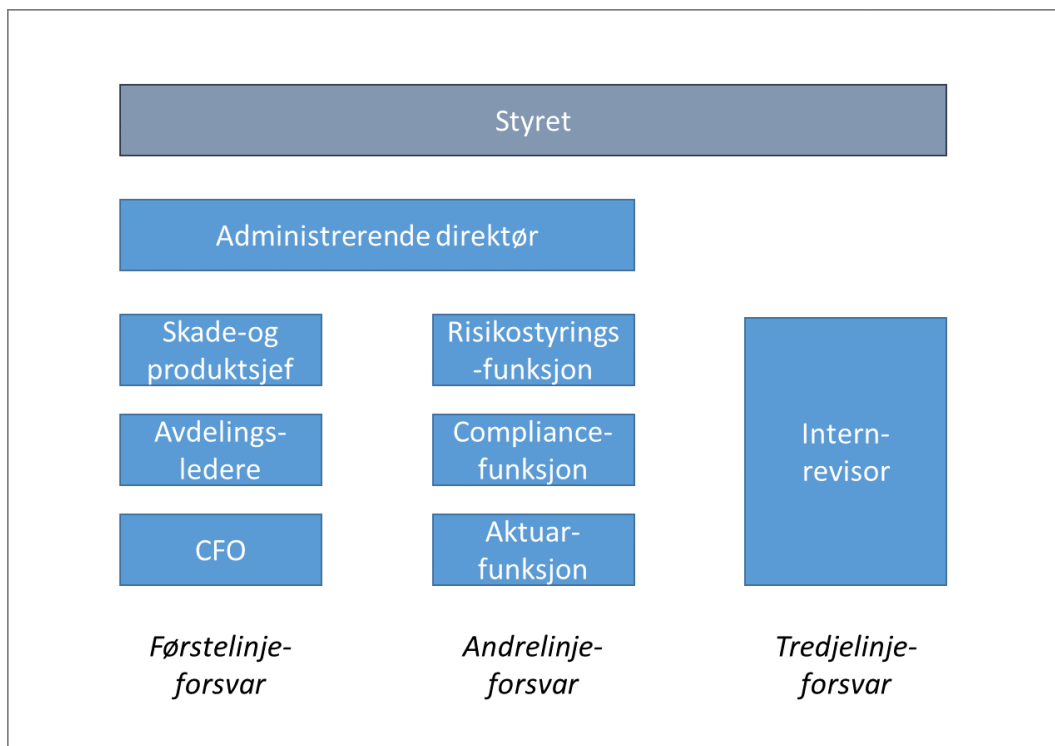 Styret
Administrerende direktør
Skade-og
produktsjef
Avdelings-
ledere
CFO
Risikostyrings
-funksjon
Compliance-
funksjon
Aktuar-
funksjon
Intern-
revisor
Førstelinje-
forsvar
Andrelinje-
forsvar
Tredjelinje-
forsvar